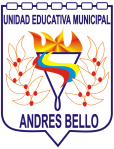 UNIDAD EDUCATIVA MUNICIPAL
ANDRES BELLO